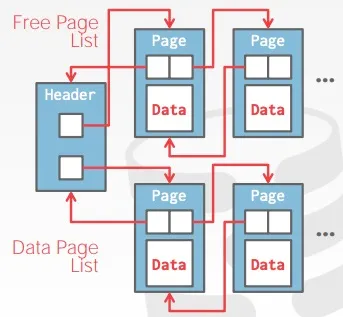 Free Page
List
Page
Page
Data
Data
...
Header
Page
Page
Data
Data
...
Data Page
List